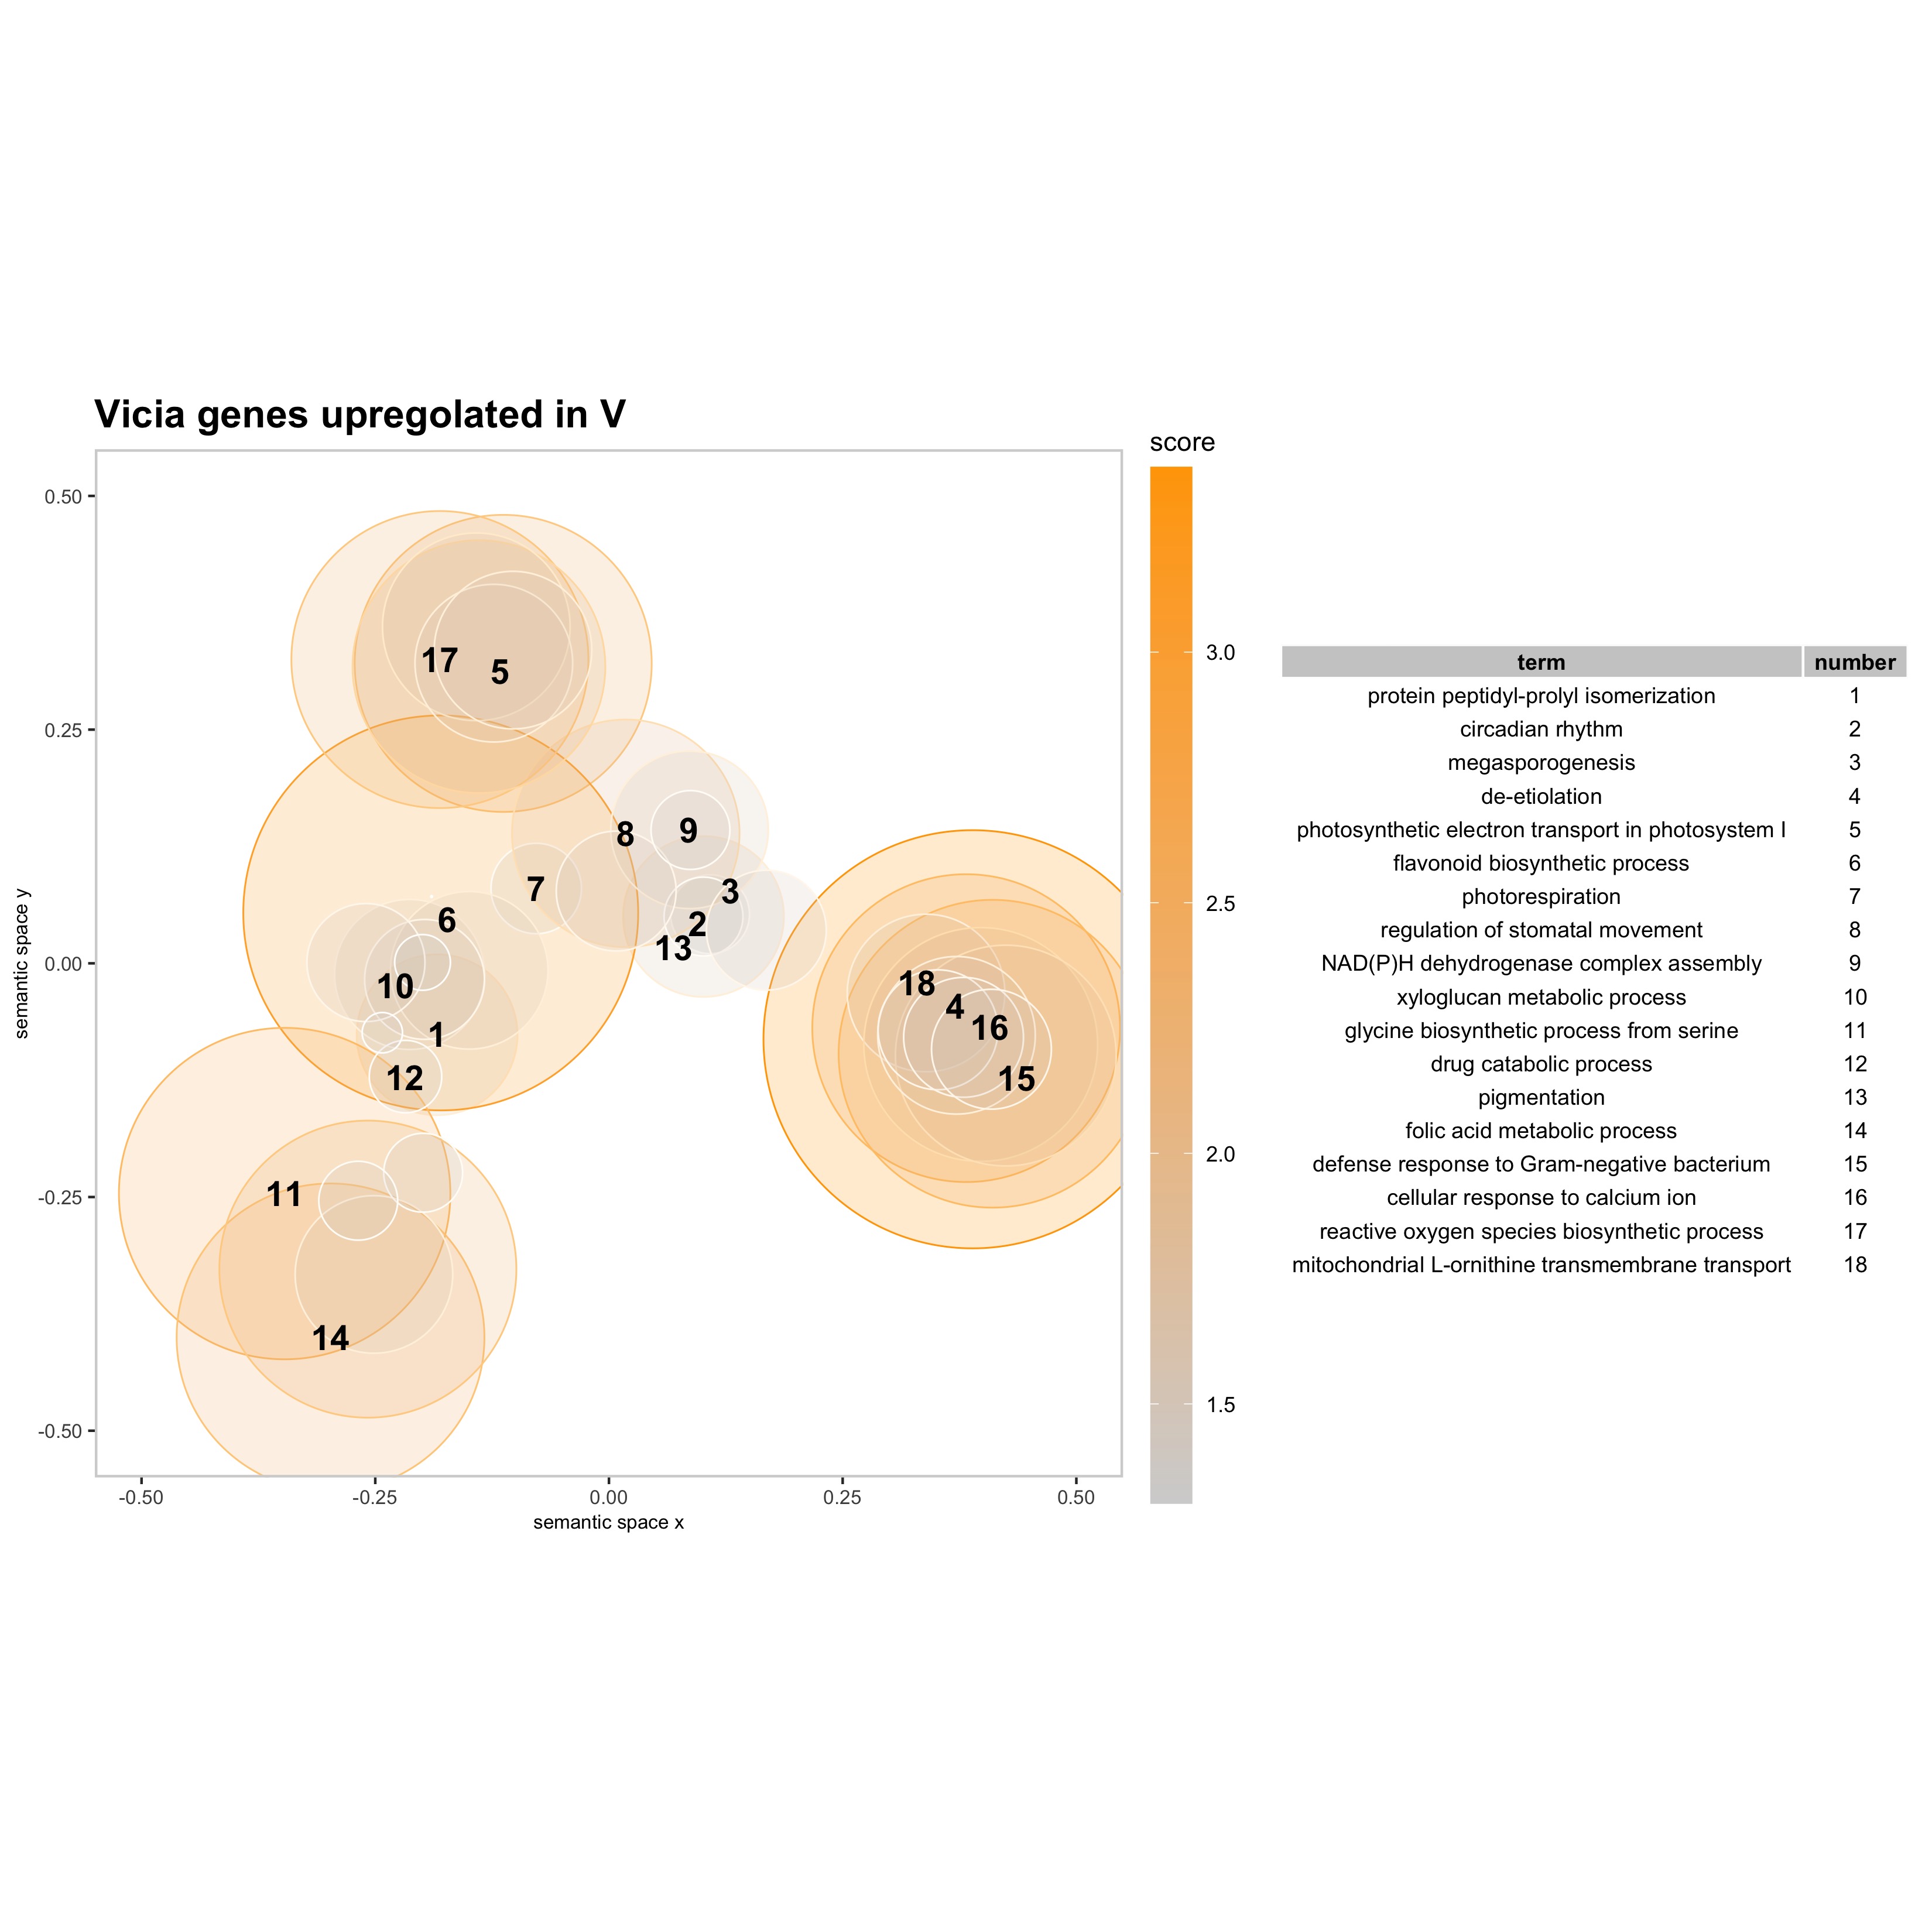 Vicia genes upregolated in V
score
0.50
0.25
0.00
-0.25
-0.50
semantic space y
17
5
8
9
7
3
6
2
13
10
18
4
1
16
12
15
11
14
-0.50
-0.25
0.00
0.25
0.50
semantic space x
3.0
2.5
2.0
1.5
term number
protein peptidyl-prolyl isomerization 1
circadian rhythm 2
megasporogenesis 3
de-etiolation 4
photosynthetic electron transport in photosystem I 5
flavonoid biosynthetic process 6
photorespiration 7
regulation of stomatal movement 8
NAD(P)H dehydrogenase complex assembly 9
xyloglucan metabolic process 10
glycine biosynthetic process from serine 11
drug catabolic process 12
pigmentation 13
folic acid metabolic process 14
defense response to Gram-negative bacterium 15
cellular response to calcium ion 16
reactive oxygen species biosynthetic process 17
mitochondrial L-ornithine transmembrane transport 18